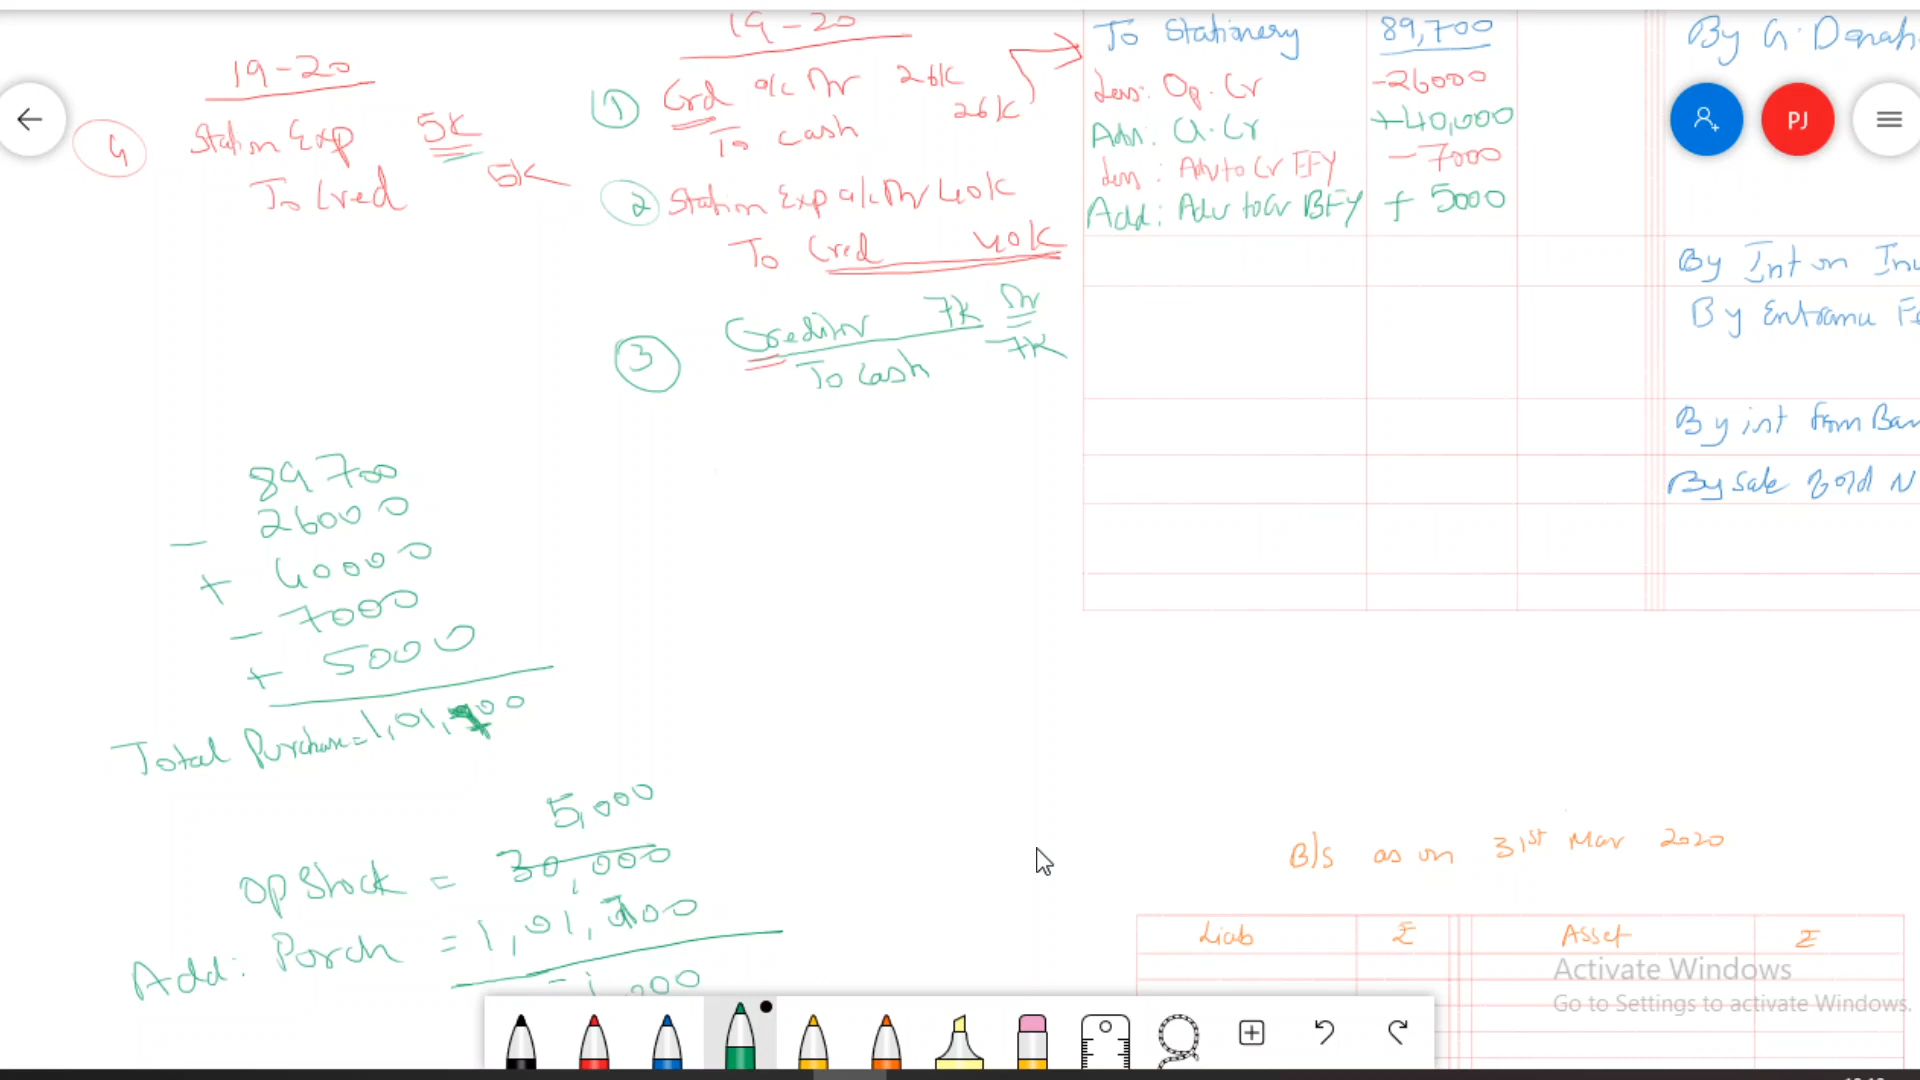 19-20
4
Station Exp 5K
To Cred 5K
19-20
1 Crd a/c Dr 26K
To cash 26K
2 Station Exp a/c Dr 40K
To Cred 40K
3 Creditor 7K Dr
To cash 7K
89700
- 26000
+ 40000
- 7000
+ 5000
Total Purchase = 1,01,700
5,000
Op Stock = 30,000
Add: Purch = 1,01,700
To Stationery 89,700
Less: Op. Cr -26000
Add. Cl. Cr +40,000
Less: Adv to Cr EFY -7000
Add: Adv to Cr BFY + 5000
By G. Donah
By Int on Inv
By Entrance Fe
By int from Ban
By Sale of old N
PJ
B/S as on 31st Mar 2020
Liab ₹ Asset ₹
Activate Windows
Go to Settings to activate Windows.